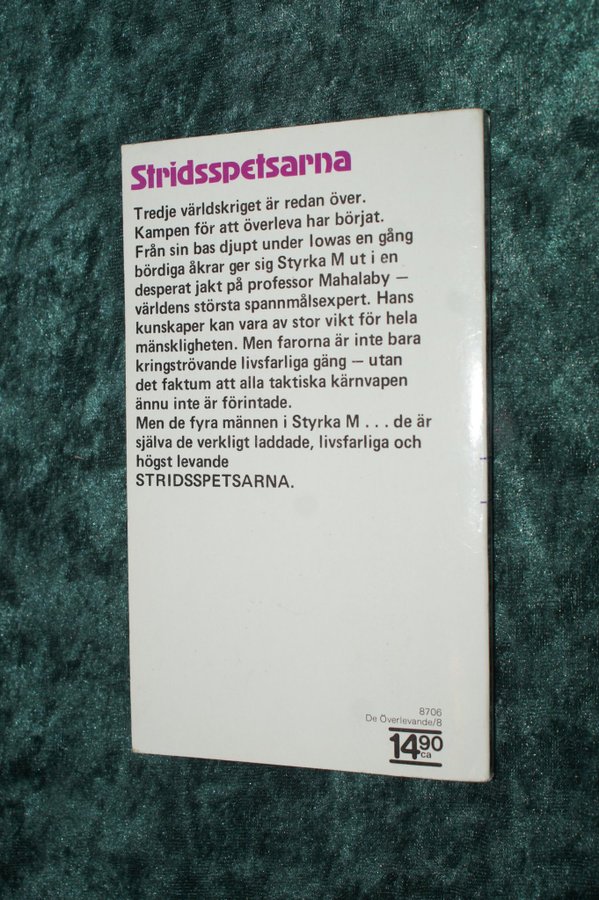 Stridsspetsarna
Tredje världskriget är redan över.
Kampen för att överleva har börjat.
Från sin bas djupt under Iowas en gång
bördiga åkrar ger sig Styrka M ut i en
desperat jakt på professor Mahalaby —
världens största spannmålsexpert. Hans
kunskaper kan vara av stor vikt för hela
mänskligheten. Men farorna är inte bara
kringströvande livsfarliga gäng — utan
det faktum att alla taktiska kärnvapen
ännu inte är förintade.
Men de fyra männen i Styrka M . . . de är
själva de verkligt laddade, livsfarliga och
högst levande
STRIDSSPETSARNA.
8706
De Överlevande/8
14 90
ca